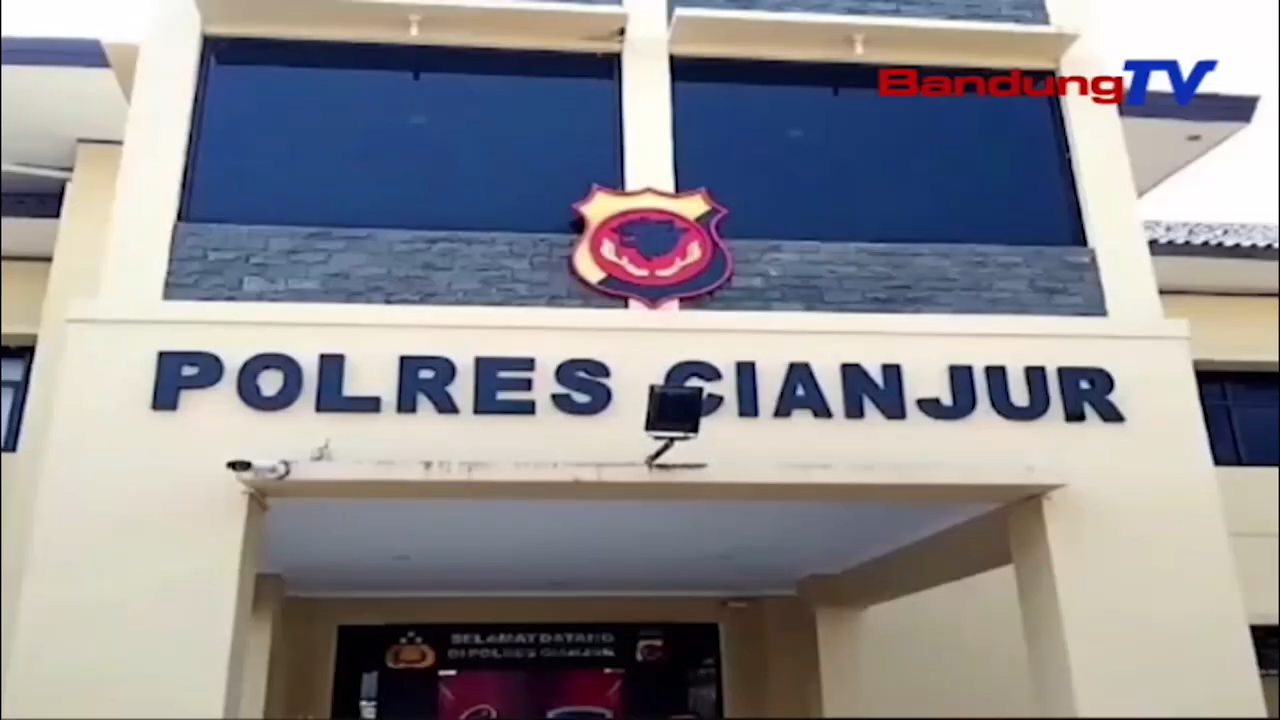 BandungTV
POLRES CIANJUR
SELAMAT DATANG
DI POLRES CIANJUR